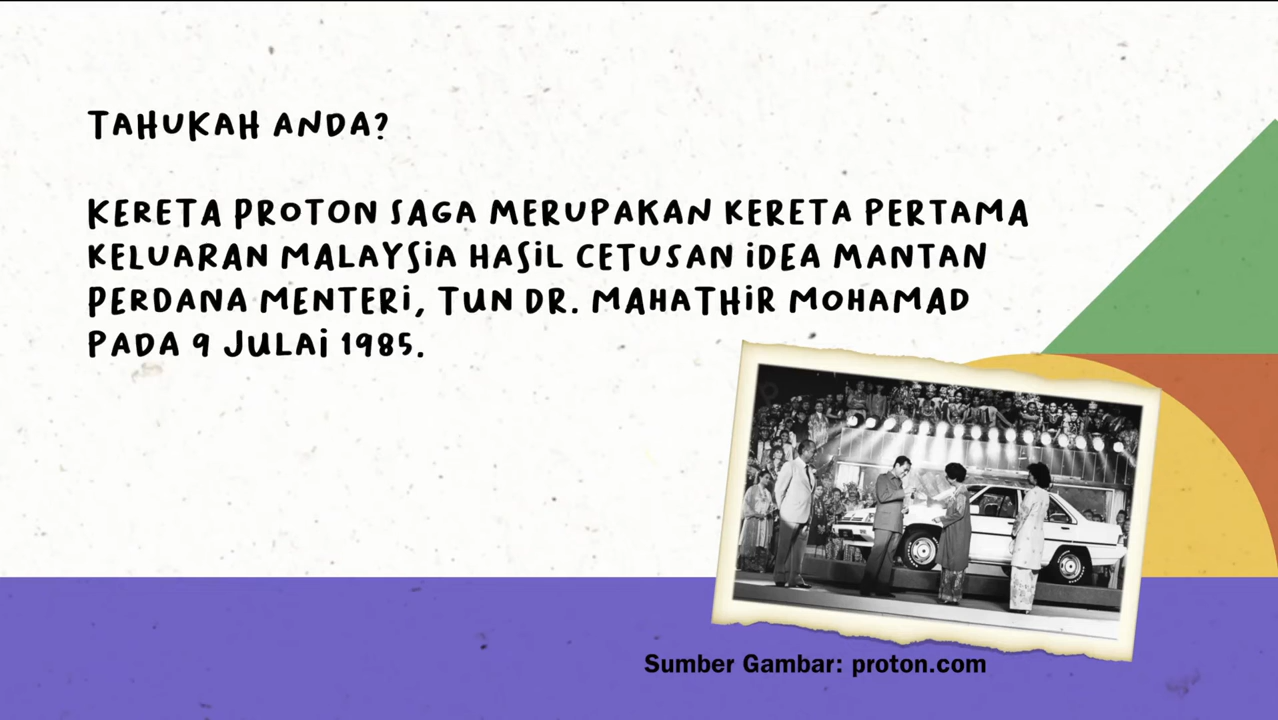 TAHUKAH ANDA?
KERETA PROTON SAGA MERUPAKAN KERETA PERTAMA
KELUARAN MALAYSIA HASIL CETUSAN IDEA MANTAN
PERDANA MENTERI, TUN DR. MAHATHIR MOHAMAD
PADA 9 JULAI 1985.
Sumber Gambar: proton.com